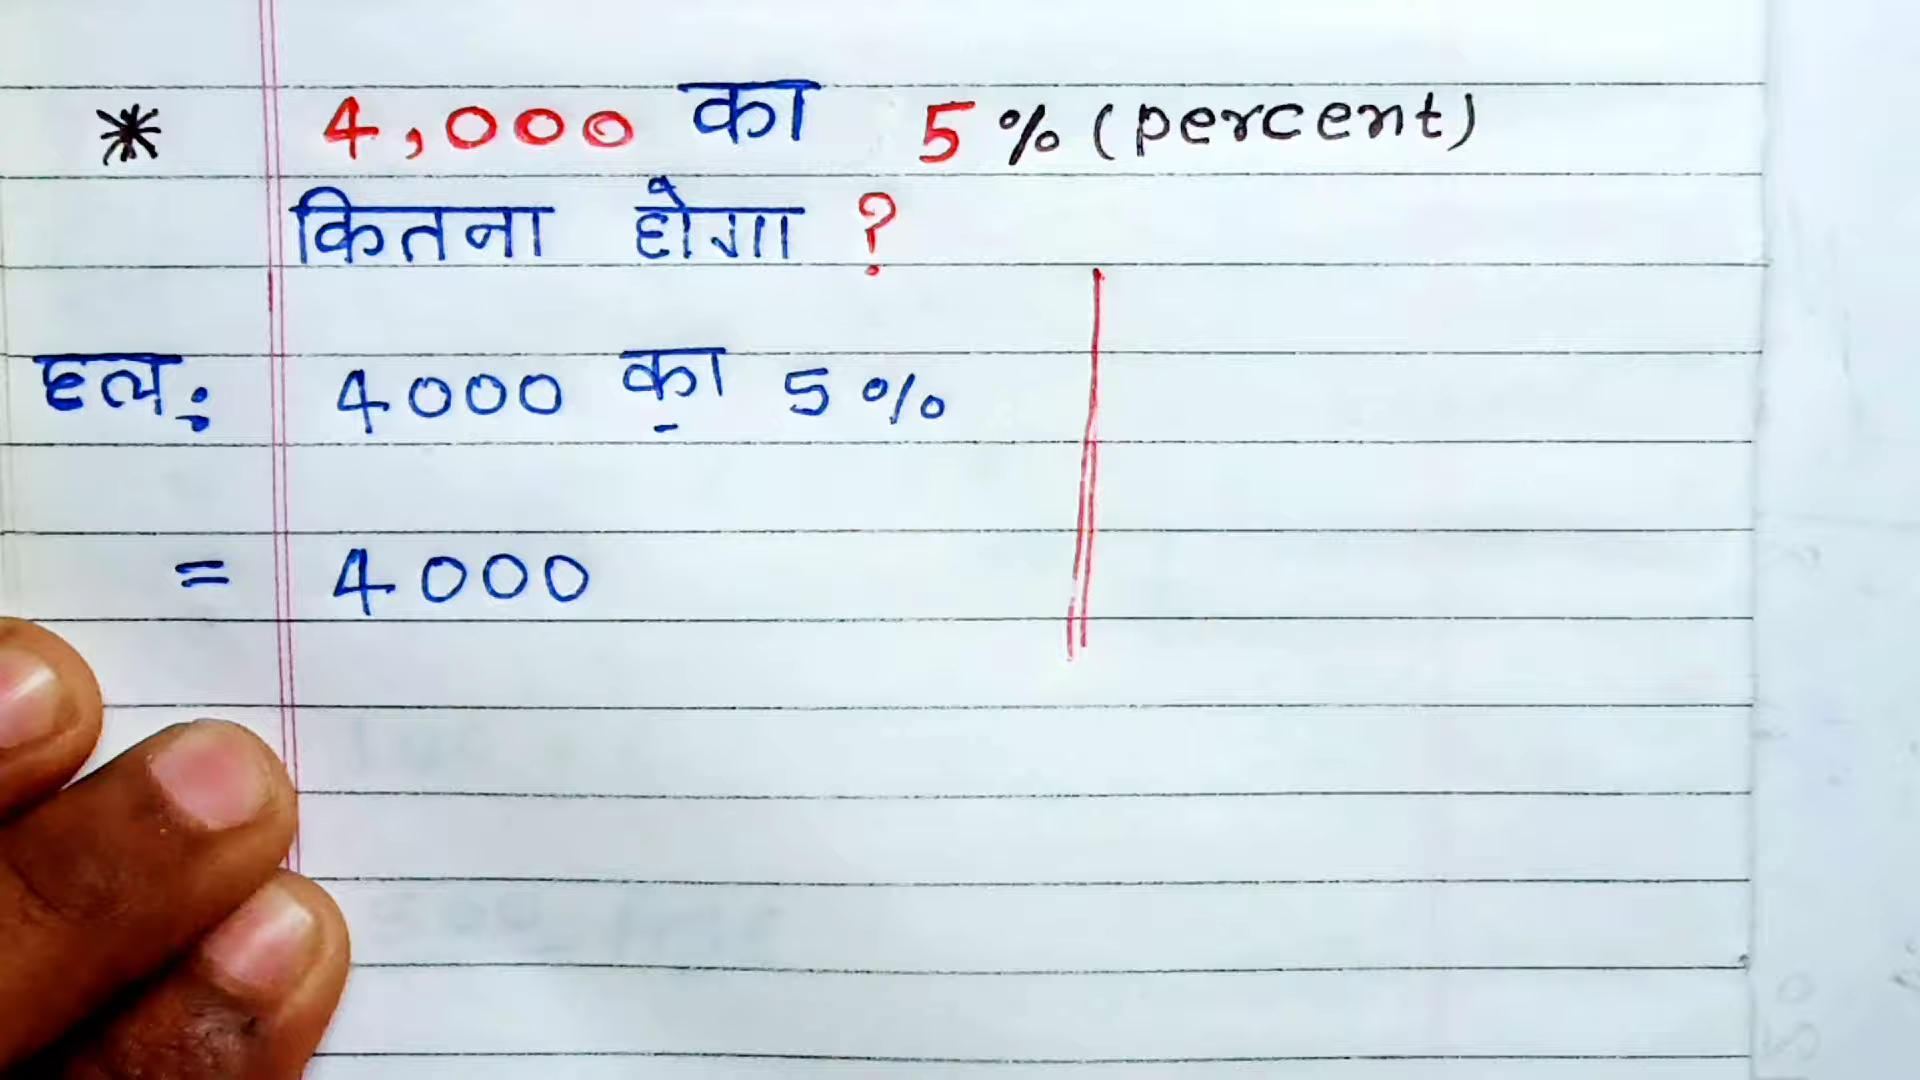 * 4,000 का 5% (percent)
कितना होगा ?
हल: 4000 का 5%
= 4000